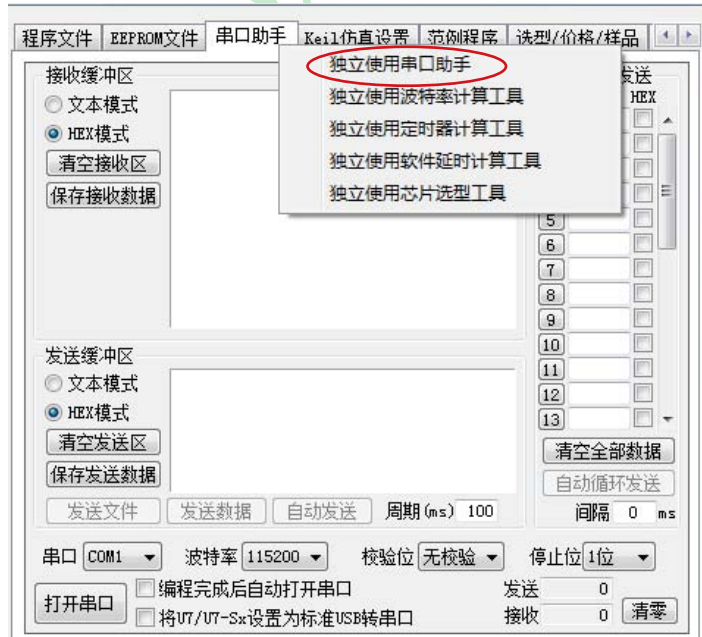 程序文件 EEPROM文件 串口助手 Keil仿真设置 范例程序 选型/价格/样品
独立使用串口助手
独立使用波特率计算工具
独立使用定时器计算工具
独立使用软件延时计算工具
独立使用芯片选型工具
接收缓冲区
文本模式
HEX模式
清空接收区
保存接收数据
发送
HEX
5
6
7
8
9
10
11
12
13
清空全部数据
自动循环发送
间隔 0 ms
发送缓冲区
文本模式
HEX模式
清空发送区
保存发送数据
发送文件 发送数据 自动发送 周期(ms) 100
串口 COM1 波特率 115200 校验位 无校验 停止位 1位
打开串口
编程完成后自动打开串口
将U7/U7-Sx设置为标准USB转串口
发送 0
接收 0
清零